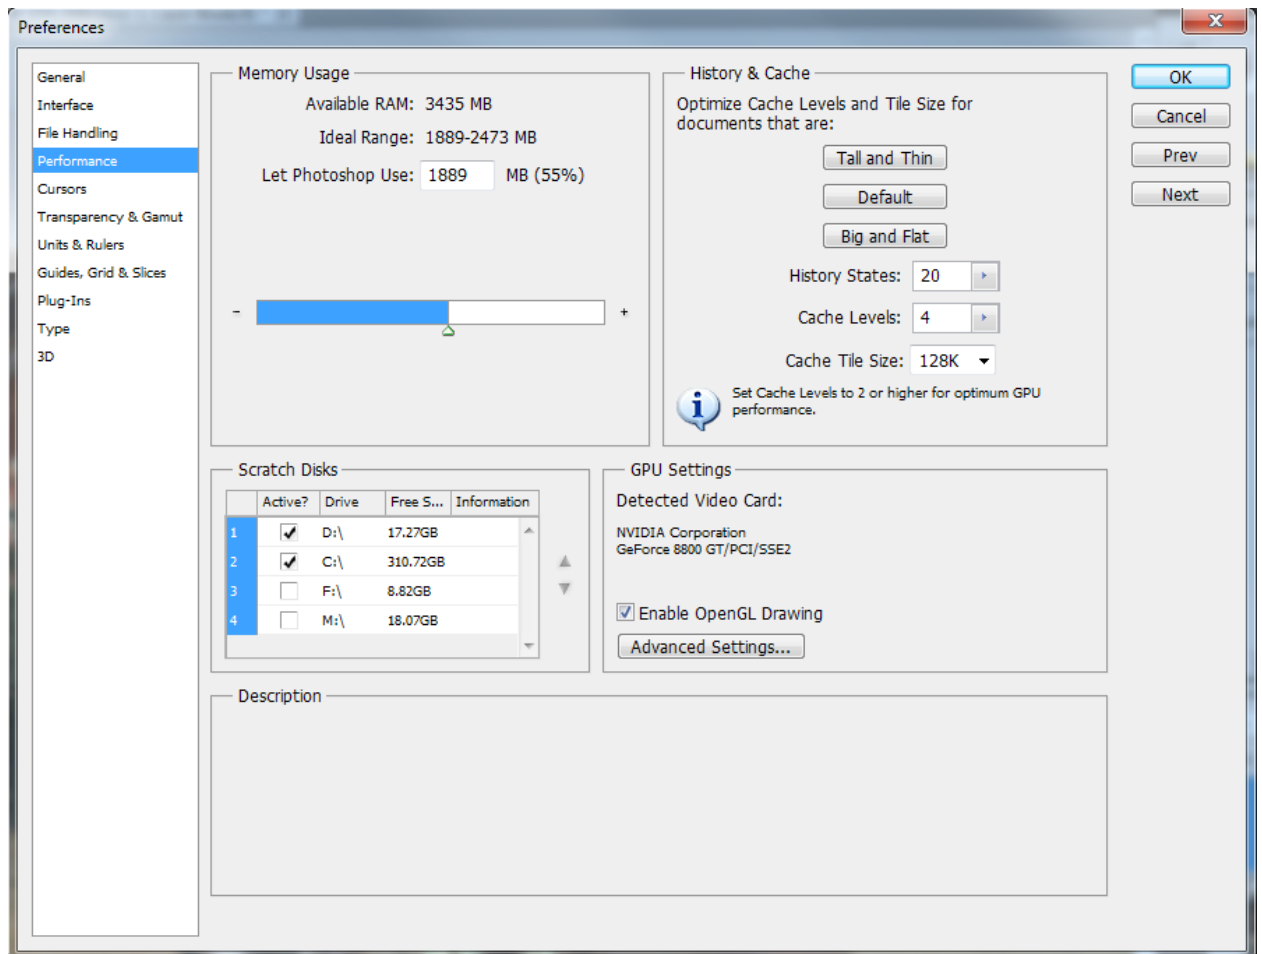 Preferences
General
Interface
File Handling
Performance
Cursors
Transparency & Gamut
Units & Rulers
Guides, Grid & Slices
Plug-Ins
Type
3D
Memory Usage
Available RAM: 3435 MB
Ideal Range: 1889-2473 MB
Let Photoshop Use: 1889 MB (55%)
- +
History & Cache
Optimize Cache Levels and Tile Size for
documents that are:
Tall and Thin
Default
Big and Flat
History States: 20
Cache Levels: 4
Cache Tile Size: 128K
Set Cache Levels to 2 or higher for optimum GPU
performance.
OK
Cancel
Prev
Next
Scratch Disks
Active? Drive Free S... Information
1 D:\ 17.27GB
2 C:\ 310.72GB
3 F:\ 8.82GB
4 M:\ 18.07GB
GPU Settings
Detected Video Card:
NVIDIA Corporation
GeForce 8800 GT/PCI/SSE2
Enable OpenGL Drawing
Advanced Settings...
Description